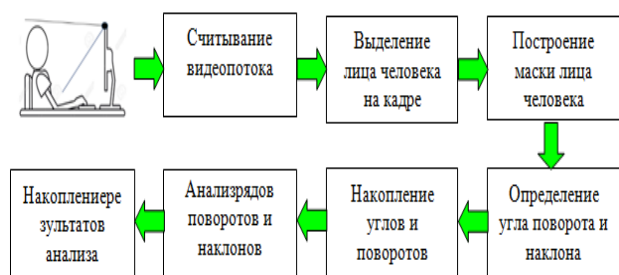 Считывание
видеопотока
Выделение
лица человека
на кадре
Построение
маски лица
человека
Определение
угла поворота и
наклона
Накопление
углов и
поворотов
Анализрядов
поворотов и
наклонов
Накоплениере
зультатов
анализа